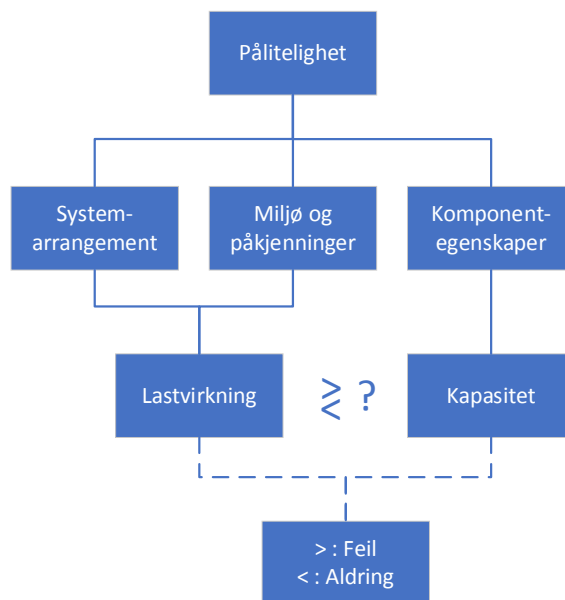 Pålitelighet
System-
arrangement
Miljø og
påkjenninger
Komponent-
egenskaper
Lastvirkning
>
< ?
Kapasitet
> : Feil
< : Aldring